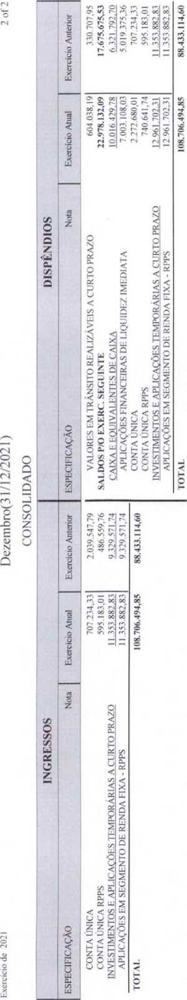 Exercício de 2021
2 of 2
Dezembro(31/12/2021)
CONSOLIDADO
INGRESSOS
ESPECIFICAÇÃO Nota Exercício Atual Exercício Anterior
CONTA ÚNICA 707.234,33 2.039.547,79
CONTA ÚNICA RPPS 595.183,01 486.559,76
INVESTIMENTOS E APLICAÇÕES TEMPORÁRIAS A CURTO PRAZO 11.353.882,83 9.329.571,74
APLICAÇÕES EM SEGMENTO DE RENDA FIXA - RPPS 11.353.882,83 9.329.571,74
TOTAL 108.706.494,85 88.433.114,60
DISPÊNDIOS
ESPECIFICAÇÃO Nota Exercício Atual Exercício Anterior
VALORES EM TRÂNSITO REALIZÁVEIS A CURTO PRAZO 604.038,19 330.707,95
SALDOS P/O EXERC. SEGUINTE 22.978.132,09 17.675.675,53
CAIXA E EQUIVALENTES DE CAIXA 10.016.429,78 6.321.792,70
APLICAÇÕES FINANCEIRAS DE LIQUIDEZ IMEDIATA 7.003.108,03 5.019.375,36
CONTA ÚNICA 2.272.680,01 707.234,33
CONTA ÚNICA RPPS 740.641,74 595.183,01
INVESTIMENTOS E APLICAÇÕES TEMPORÁRIAS A CURTO PRAZO 12.961.702,31 11.353.882,83
APLICAÇÕES EM SEGMENTO DE RENDA FIXA - RPPS 12.961.702,31 11.353.882,83
TOTAL 108.706.494,85 88.433.114,60